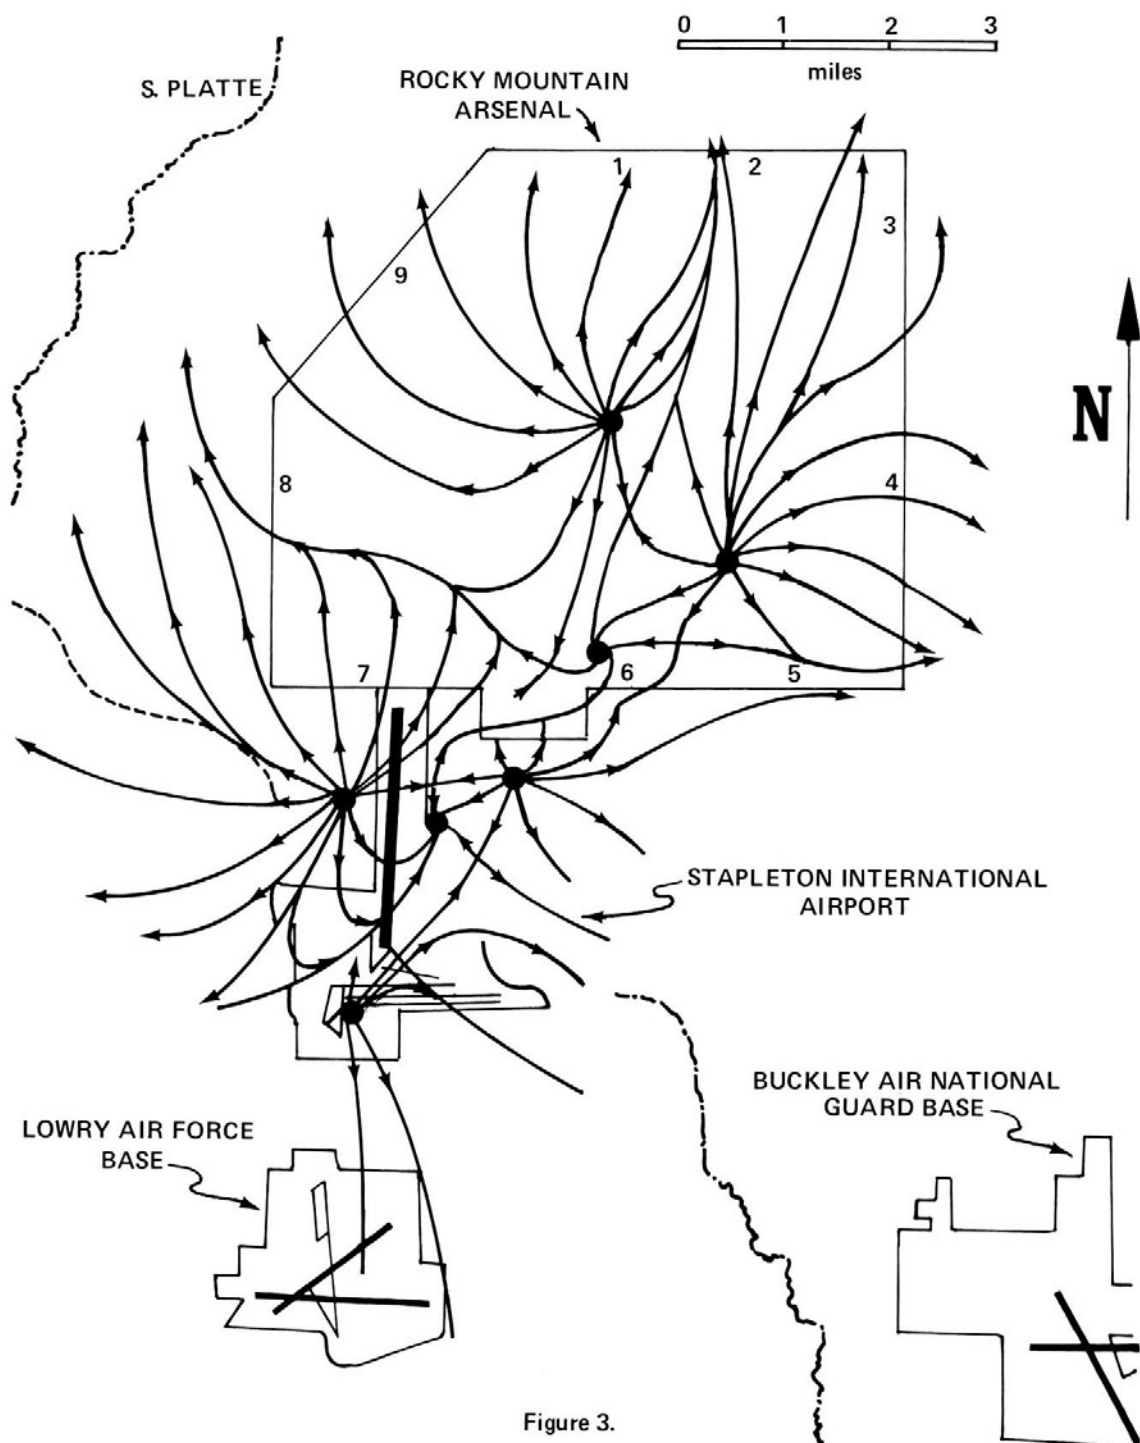 0 1 2 3
miles
S. PLATTE
ROCKY MOUNTAIN
ARSENAL
1
2
3
9
N
8
4
7
6
5
STAPLETON INTERNATIONAL
AIRPORT
BUCKLEY AIR NATIONAL
GUARD BASE
LOWRY AIR FORCE
BASE
Figure 3.